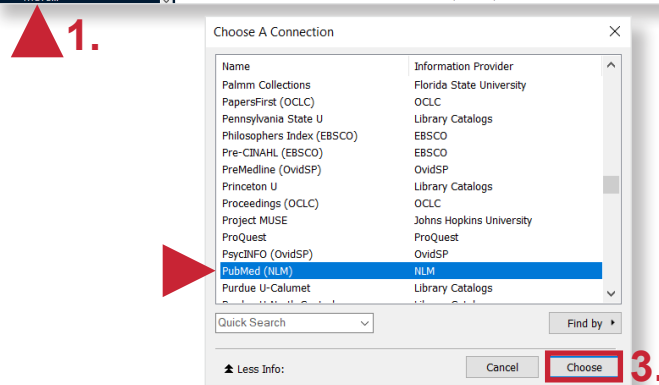 1.
Choose A Connection
Name Information Provider
Palmm Collections Florida State University
PapersFirst (OCLC) OCLC
Pennsylvania State U Library Catalogs
Philosophers Index (EBSCO) EBSCO
Pre-CINAHL (EBSCO) EBSCO
PreMedline (OvidSP) OvidSP
Princeton U Library Catalogs
Proceedings (OCLC) OCLC
Project MUSE Johns Hopkins University
ProQuest ProQuest
PsycINFO (OvidSP) OvidSP
PubMed (NLM) NLM
Purdue U-Calumet Library Catalogs
Quick Search Find by
Less Info: Cancel Choose 3.